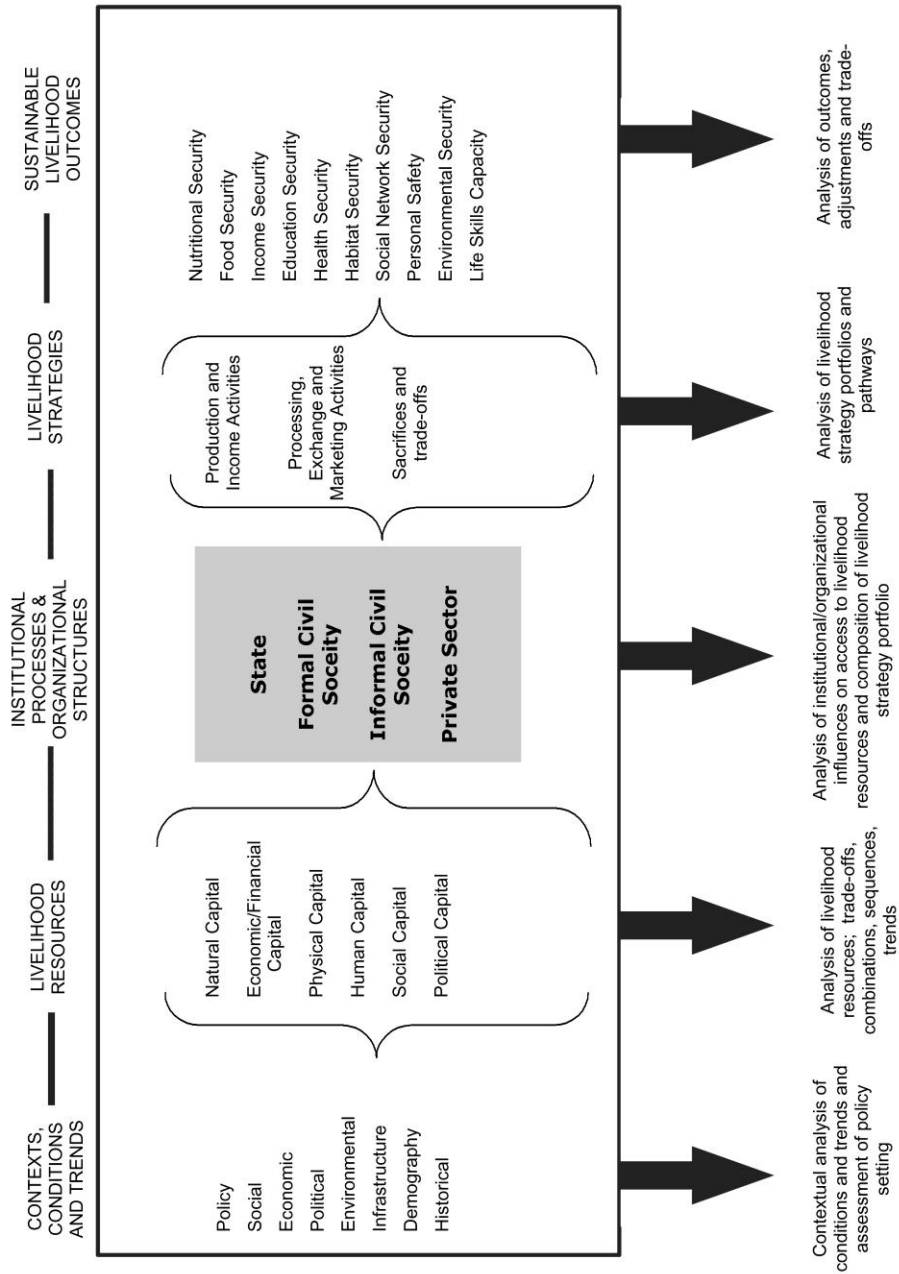 CONTEXTS,
CONDITIONS
AND TRENDS
LIVELIHOOD
RESOURCES
INSTITUTIONAL
PROCESSES &
ORGANIZATIONAL
STRUCTURES
LIVELIHOOD
STRATEGIES
SUSTAINABLE
LIVELIHOOD
OUTCOMES
Policy
Social
Economic
Political
Environmental
Infrastructure
Demography
Historical
Natural Capital
Economic/Financial
Capital
Physical Capital
Human Capital
Social Capital
Political Capital
State
Formal Civil
Soceity
Informal Civil
Soceity
Private Sector
Production and
Income Activities
Processing,
Exchange and
Marketing Activities
Sacrifices and
trade-offs
Nutritional Security
Food Security
Income Security
Education Security
Health Security
Habitat Security
Social Network Security
Personal Safety
Environmental Security
Life Skills Capacity
Contextual analysis of
conditions and trends and
assessment of policy
setting
Analysis of livelihood
resources; trade-offs,
combinations, sequences,
trends
Analysis of institutional/organizational
influences on access to livelihood
resources and composition of livelihood
strategy portfolio
Analysis of livelihood
strategy portfolios and
pathways
Analysis of outcomes,
adjustments and trade-
offs